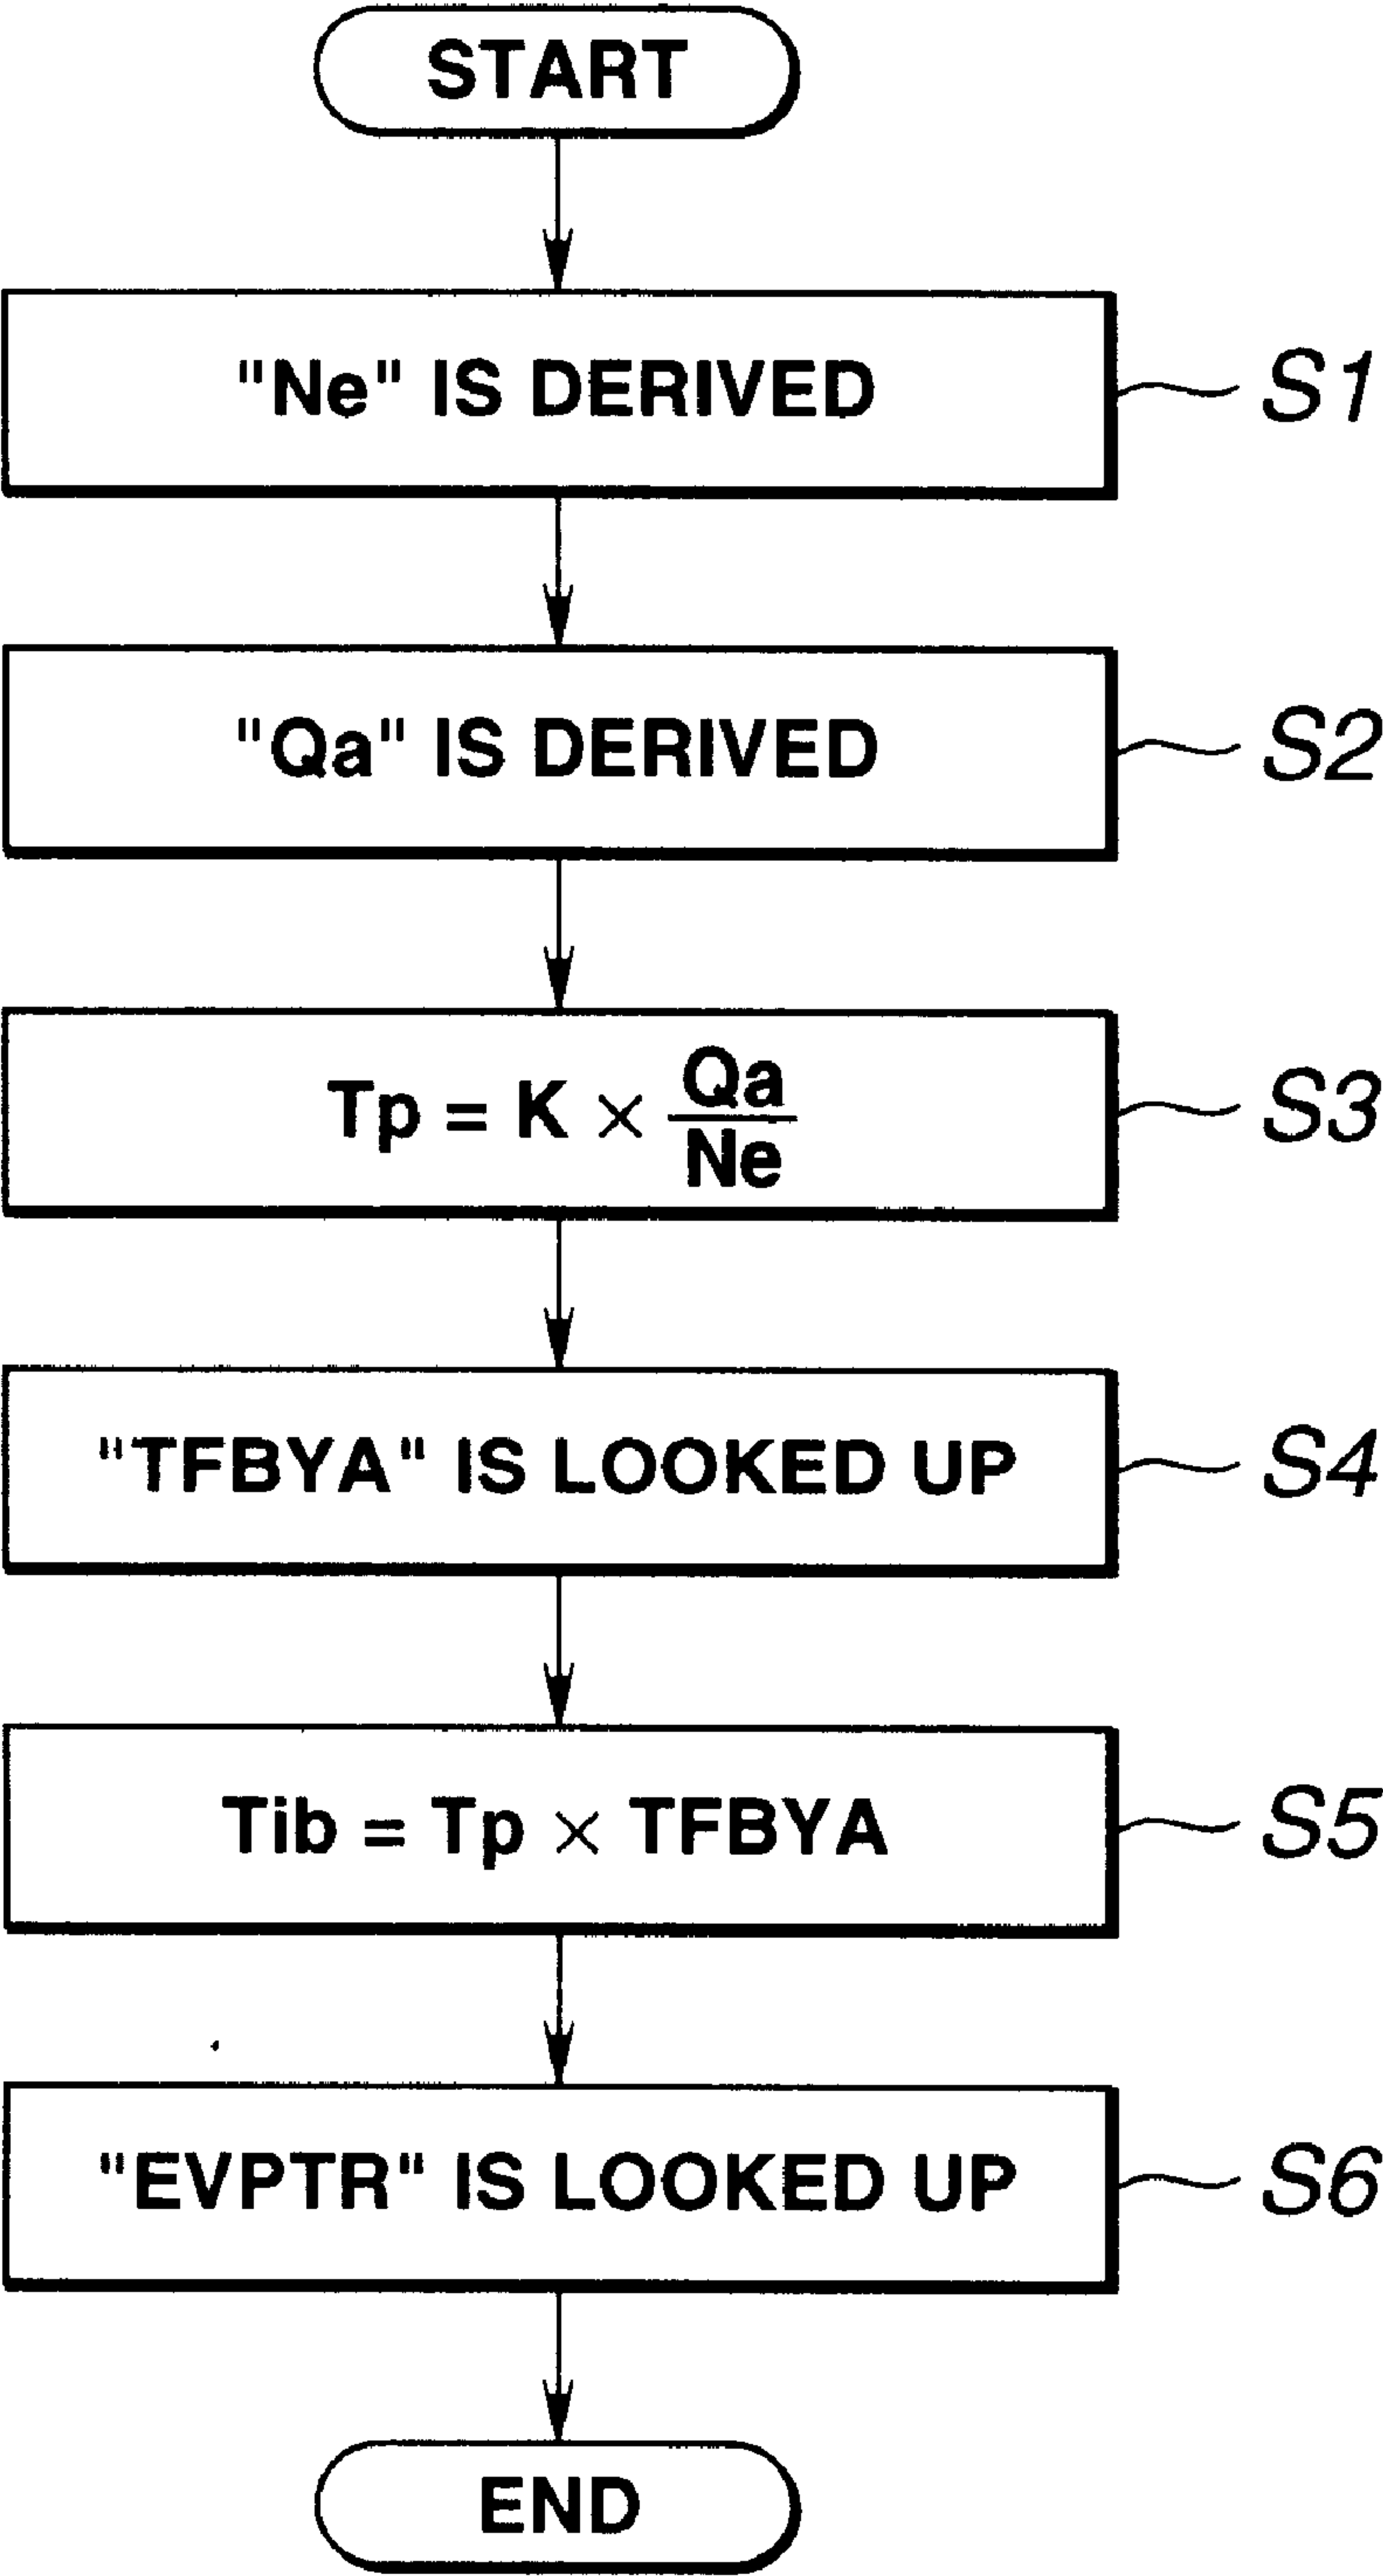 START
"Ne" IS DERIVED
S1
"Qa" IS DERIVED
S2
Tp = K × Qa/Ne
S3
"TFBYA" IS LOOKED UP
S4
Tib = Tp × TFBYA
S5
"EVPTR" IS LOOKED UP
S6
END